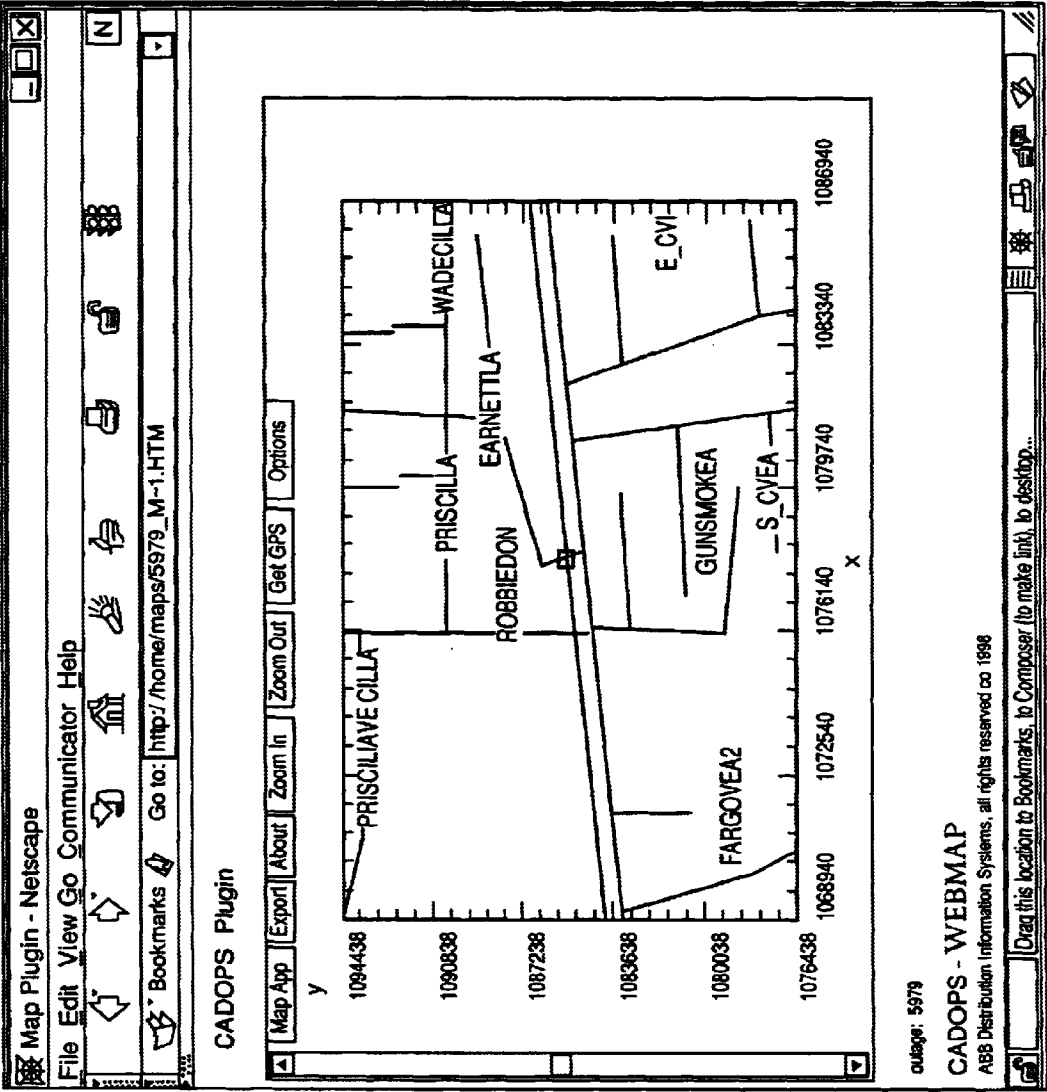 Map Plugin - Netscape
File Edit View Go Communicator Help
N
Bookmarks Go to: http://home/maps/5979_M~1.HTM
CADOPS Plugin
Map App Export About Zoom In Zoom Out Get GPS Options
y
1094438
1090838
1087238
1083638
1080038
1076438
PRISCILIAVE CILLA
PRISCILLA
WADECILLA
ROBBIEDON
EARNETTLA
E_CVI
GUNSMOKEA
_S_CVEA
FARGOVEA2
1068940 1072540 1076140 1079740 1083340 1086940
x
outage: 5979
CADOPS - WEBMAP
ABB Distribution Information Systems, all rights reserved co 1998
Drag this location to Bookmarks, to Composer (to make link), to desktop...